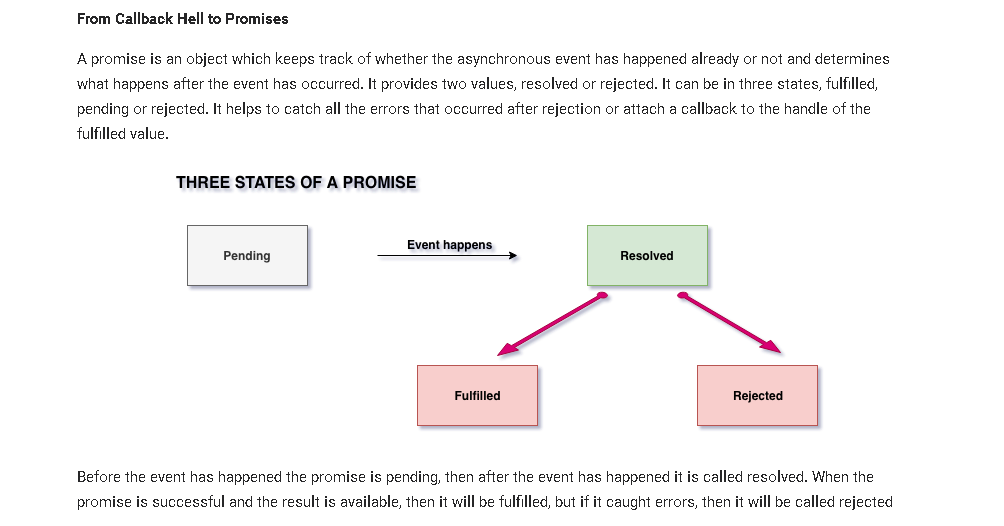 From Callback Hell to Promises
A promise is an object which keeps track of whether the asynchronous event has happened already or not and determines
what happens after the event has occurred. It provides two values, resolved or rejected. It can be in three states, fulfilled,
pending or rejected. It helps to catch all the errors that occurred after rejection or attach a callback to the handle of the
fulfilled value.
THREE STATES OF A PROMISE
Pending
Event happens
Resolved
Fulfilled
Rejected
Before the event has happened the promise is pending, then after the event has happened it is called resolved. When the
promise is successful and the result is available, then it will be fulfilled, but if it caught errors, then it will be called rejected